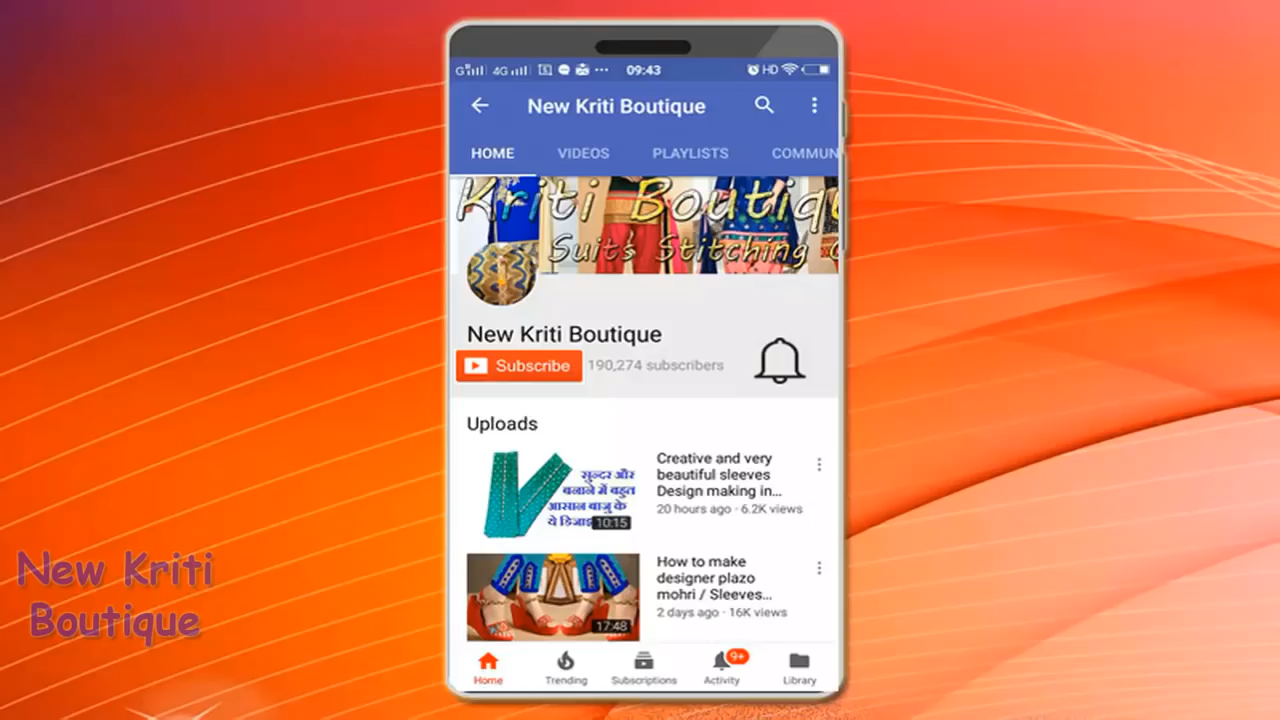 G 4G 09:43 HD
New Kriti Boutique
HOME VIDEOS PLAYLISTS COMMUN
Kriti Boutiqu
Suits Stitching
New Kriti Boutique
Subscribe 190,274 subscribers
Uploads
सुन्दर और
बनाने में बहुत
आसान बाजु के
ये डिजाइ
10:15
Creative and very
beautiful sleeves
Design making in...
20 hours ago · 6.2K views
How to make
designer plazo
mohri / Sleeves...
2 days ago · 16K views
17:48
Home Trending Subscriptions Activity Library
9+
New Kriti
Boutique